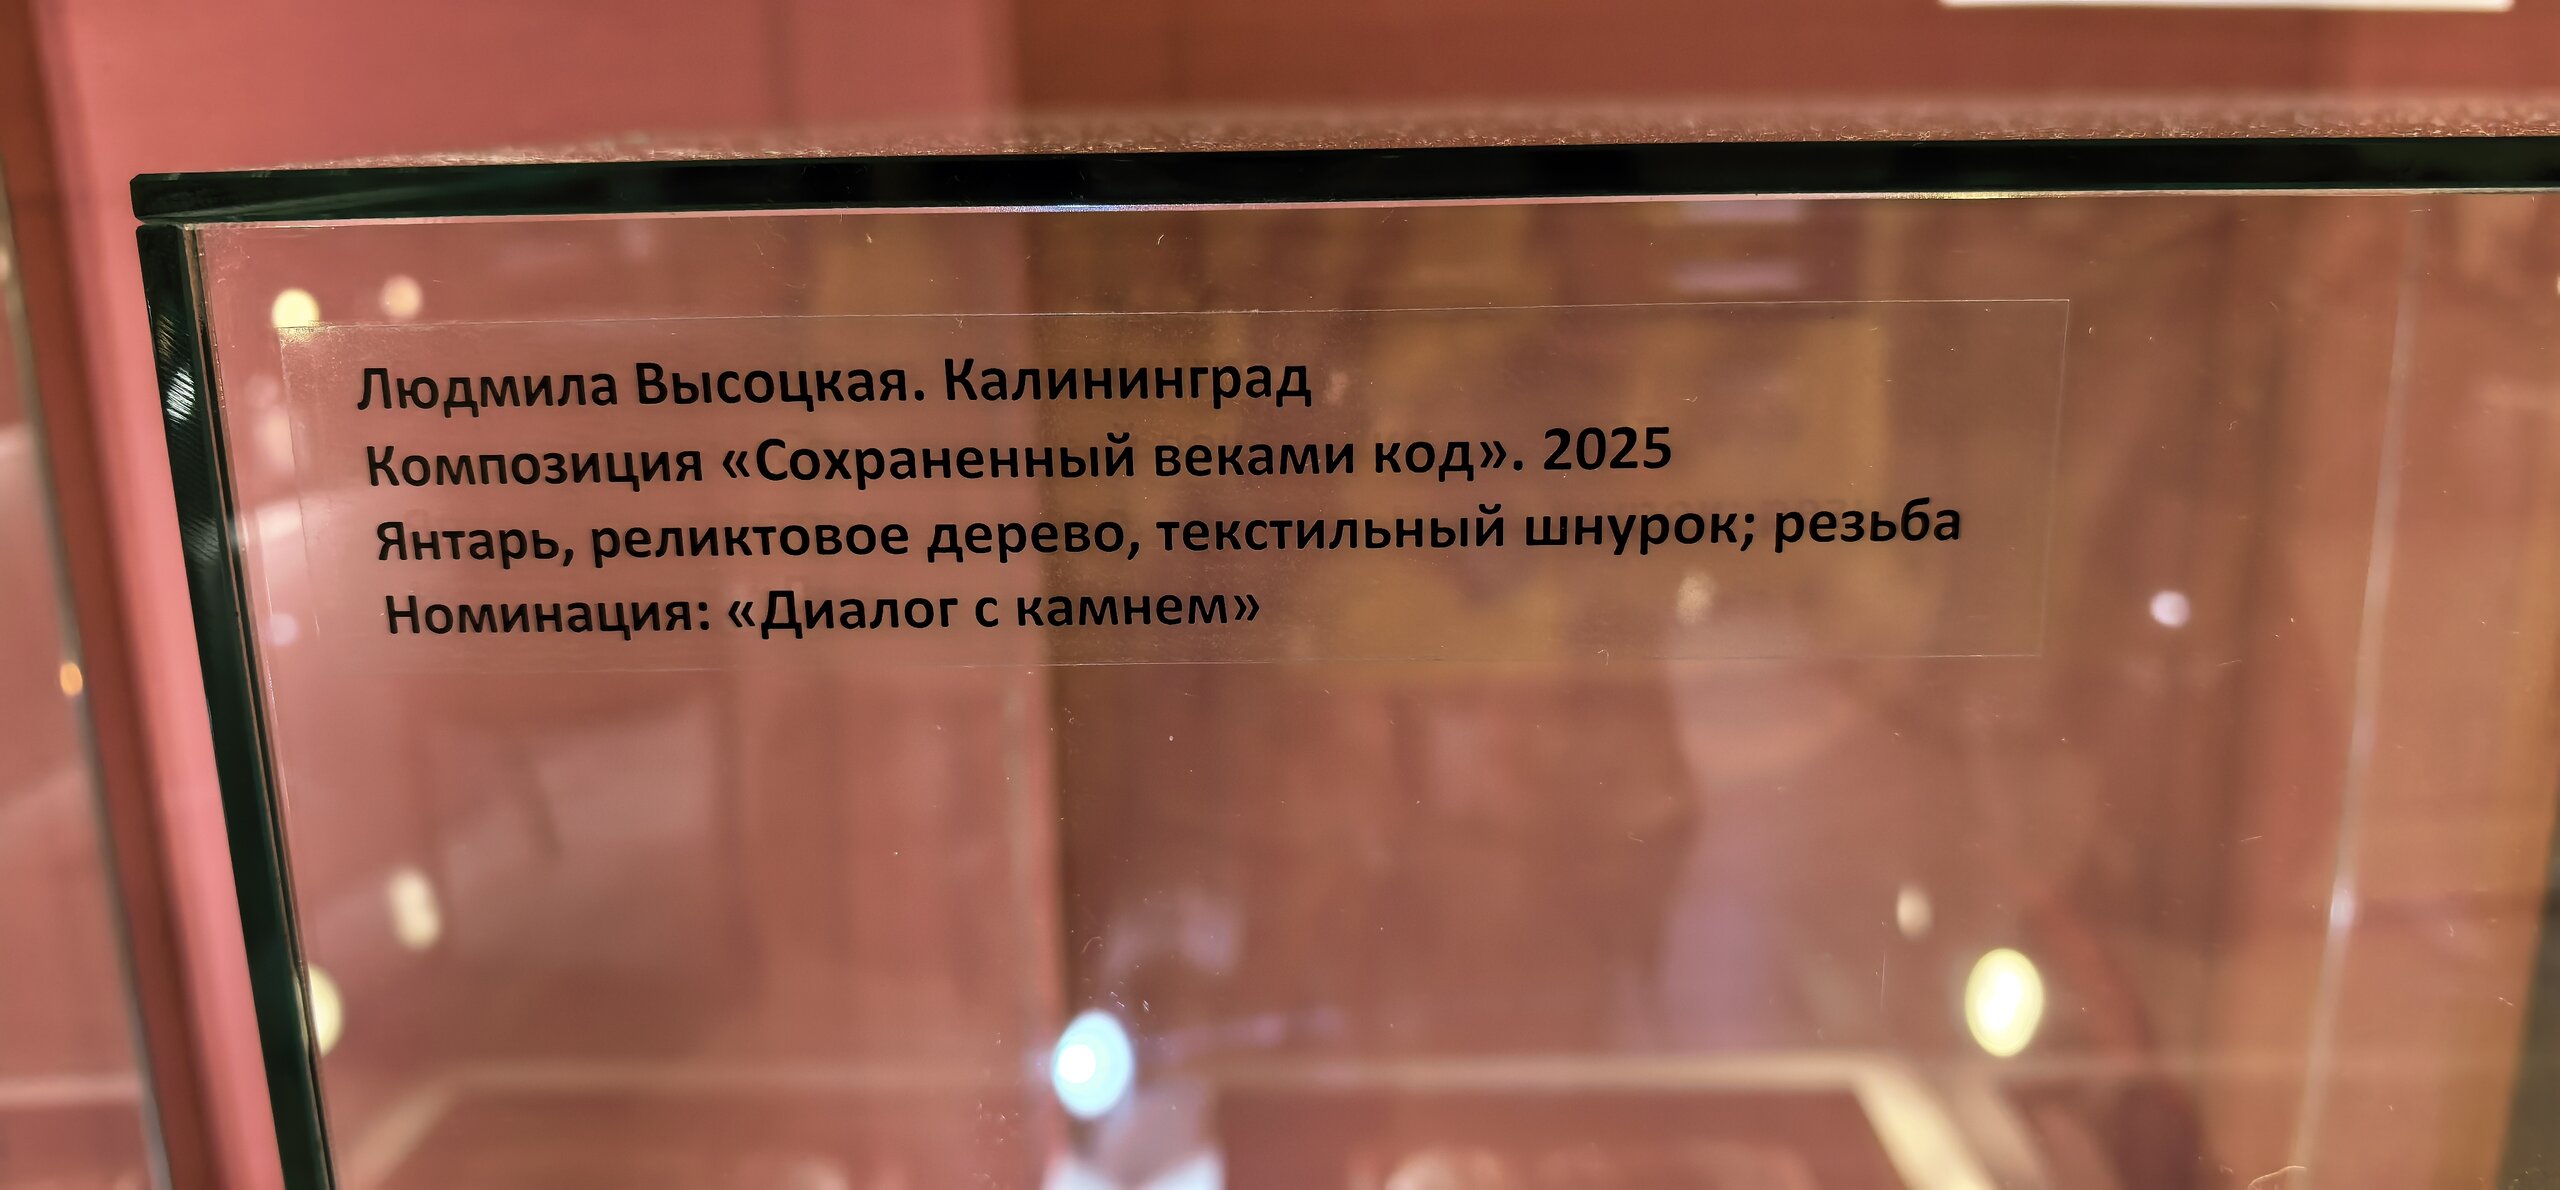 Людмила Высоцкая. Калининград
Композиция «Сохраненный веками код». 2025
Янтарь, реликтовое дерево, текстильный шнурок; резьба
Номинация: «Диалог с камнем»